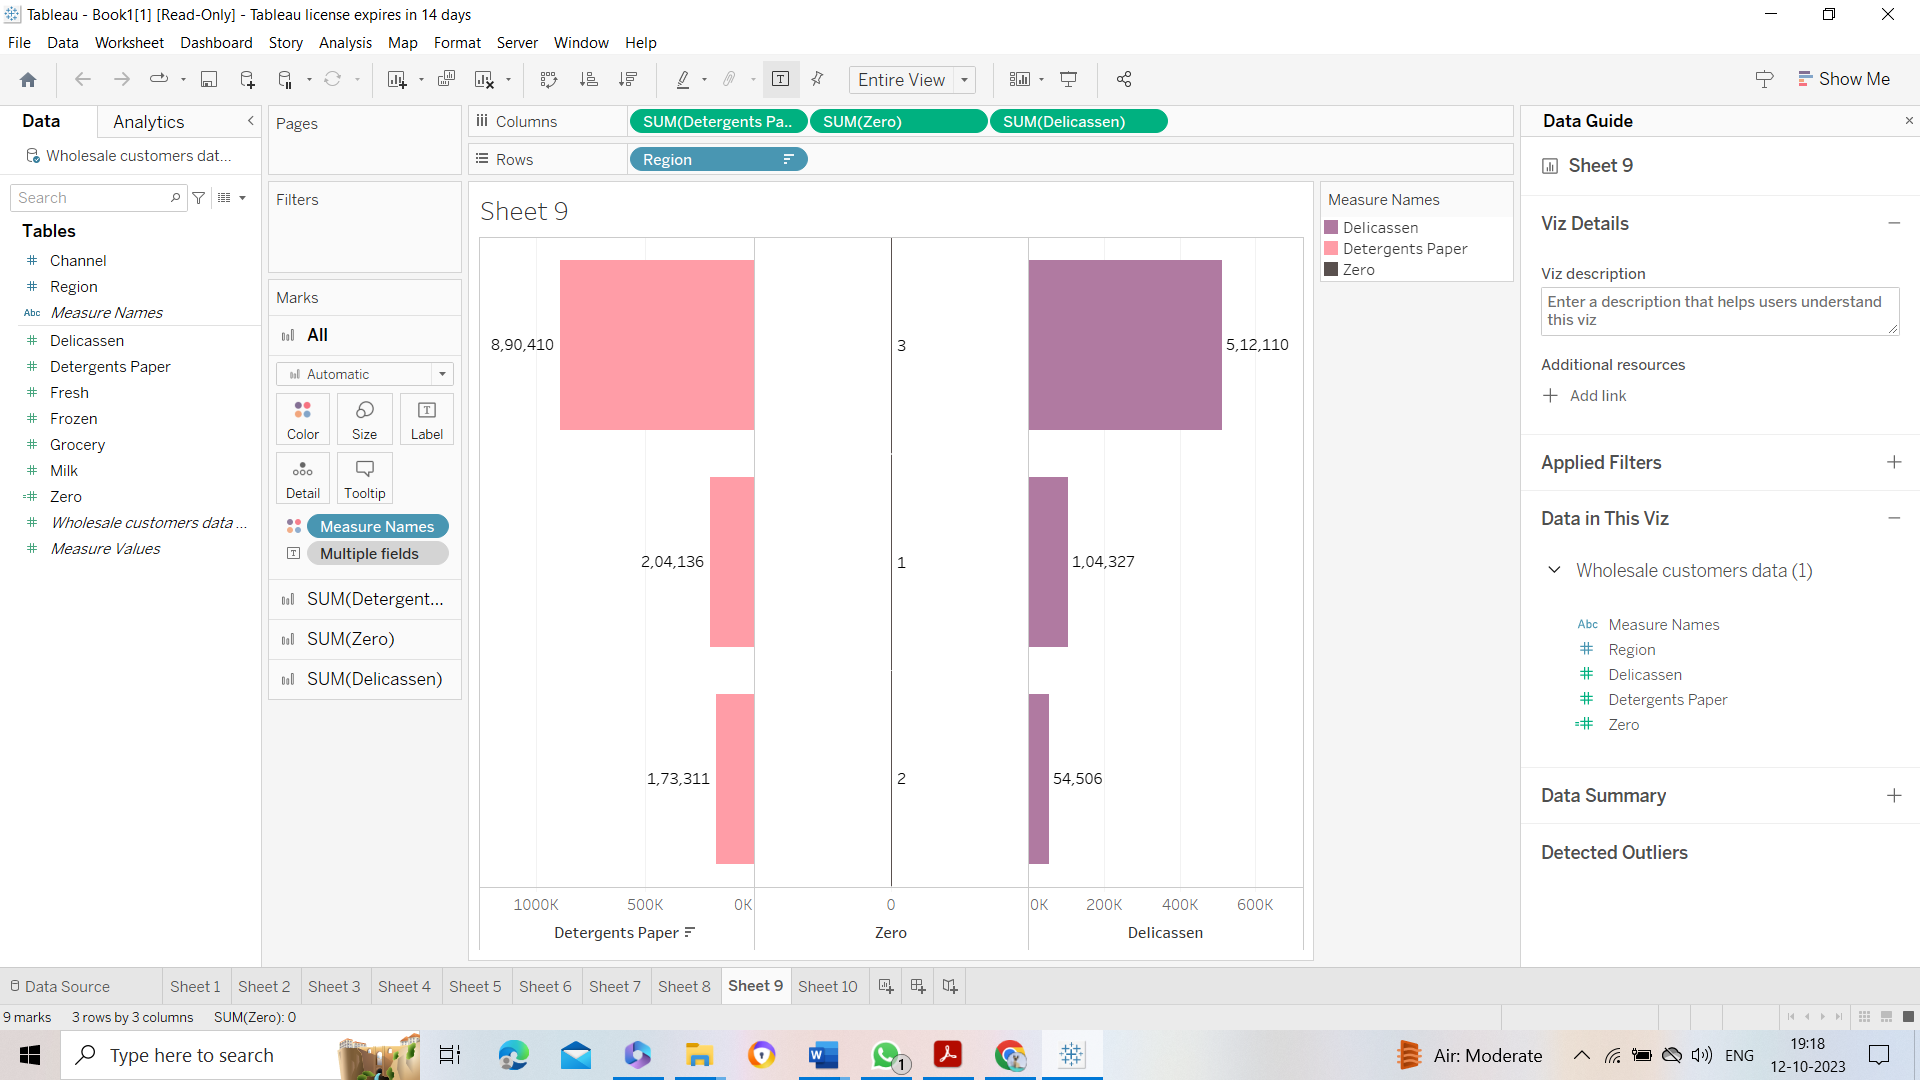 Tableau - Book1[1] [Read-Only] - Tableau license expires in 14 days
File Data Worksheet Dashboard Story Analysis Map Format Server Window Help
Entire View
Show Me
Data Analytics
Wholesale customers dat...
Search
Tables
Channel
Region
Abc Measure Names
Delicassen
Detergents Paper
Fresh
Frozen
Grocery
Milk
Zero
Wholesale customers data ...
Measure Values
Pages
Filters
Marks
All
Automatic
Color Size Label
Detail Tooltip
Measure Names
Multiple fields
SUM(Detergent...
SUM(Zero)
SUM(Delicassen)
Columns SUM(Detergents Pa.. SUM(Zero) SUM(Delicassen)
Rows Region
Sheet 9
8,90,410 3 5,12,110
2,04,136 1 1,04,327
1,73,311 2 54,506
1000K 500K 0K 0 0K 200K 400K 600K
Detergents Paper Zero Delicassen
Measure Names
Delicassen
Detergents Paper
Zero
Data Guide
Sheet 9
Viz Details
Viz description
Enter a description that helps users understand
this viz
Additional resources
Add link
Applied Filters
Data in This Viz
Wholesale customers data (1)
Abc Measure Names
Region
Delicassen
Detergents Paper
Zero
Data Summary
Detected Outliers
Data Source Sheet 1 Sheet 2 Sheet 3 Sheet 4 Sheet 5 Sheet 6 Sheet 7 Sheet 8 Sheet 9 Sheet 10
9 marks 3 rows by 3 columns SUM(Zero): 0
Type here to search
1
Air: Moderate
ENG
19:18
12-10-2023